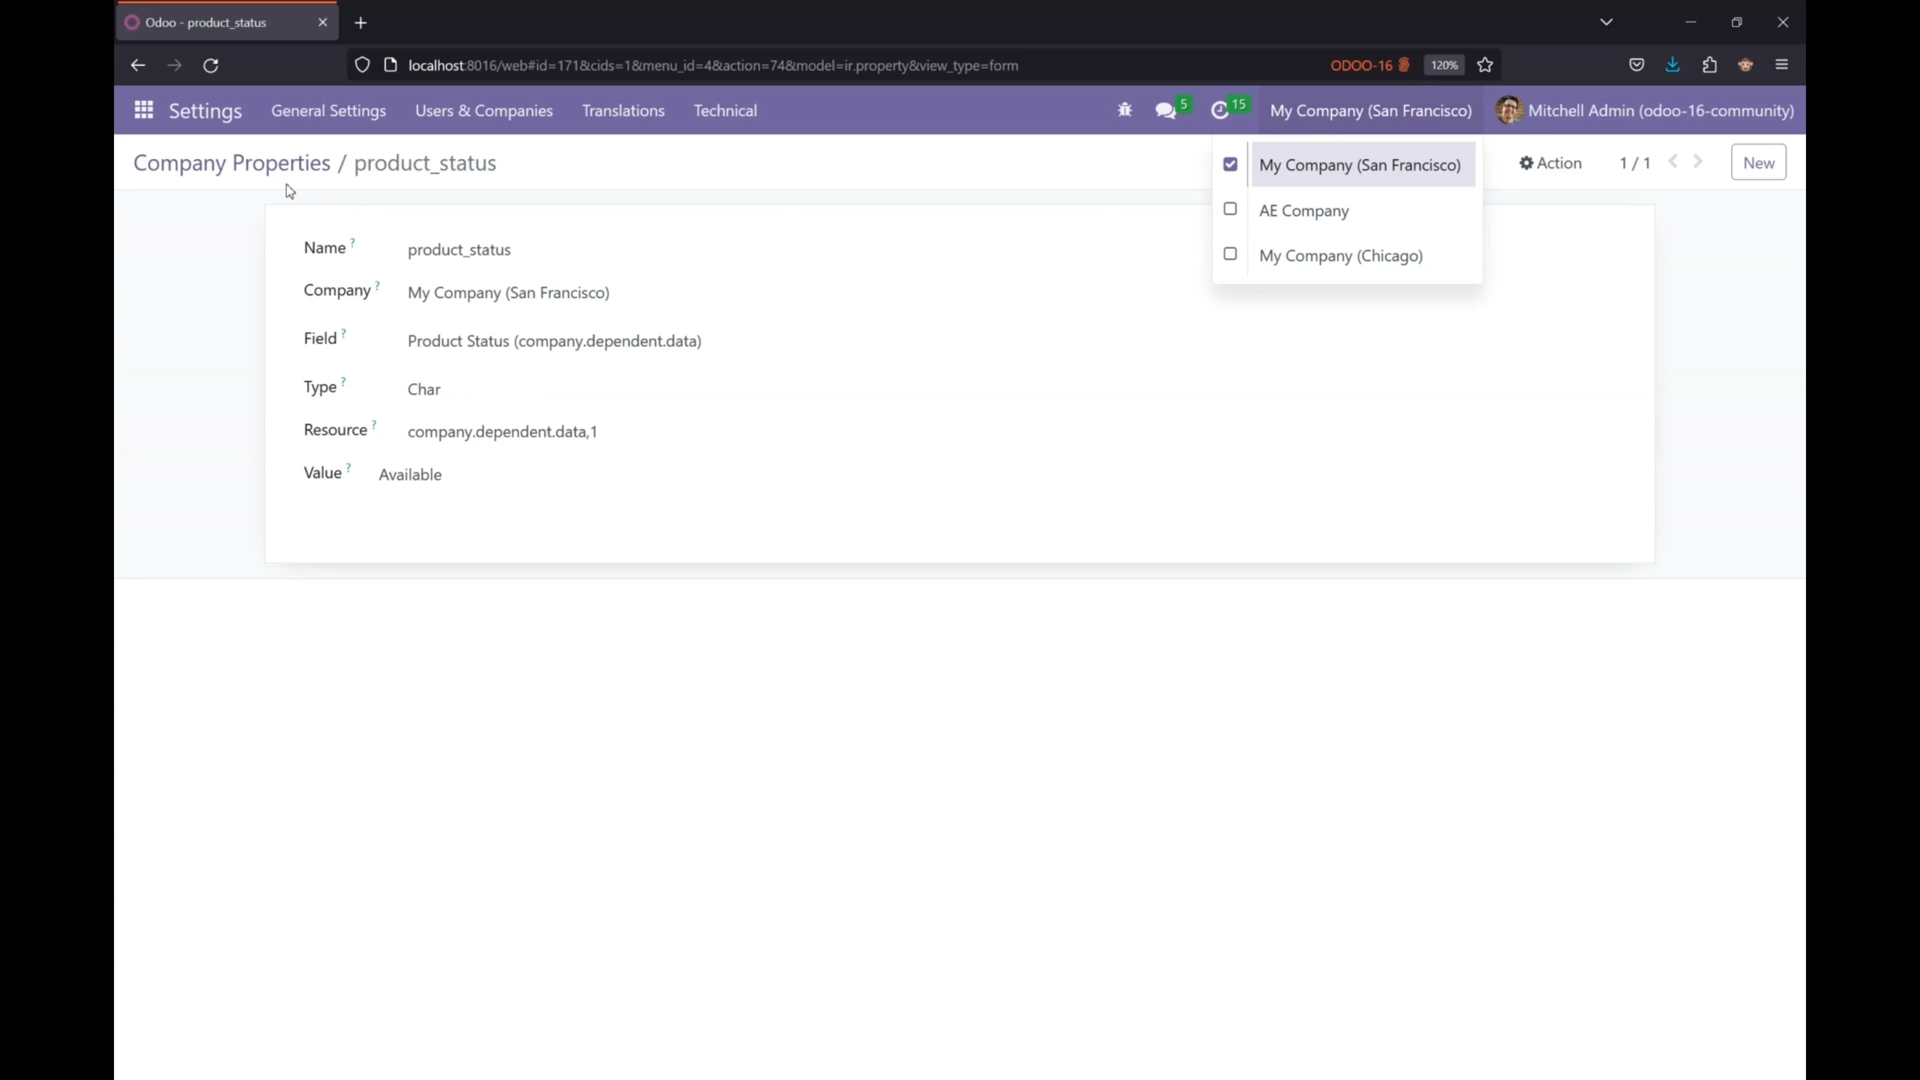 Odoo - product_status
localhost:8016/web#id=171&cids=1&menu_id=4&action=74&model=ir.property&view_type=form
ODOO-16
120%
Settings
General Settings
Users & Companies
Translations
Technical
5
15
My Company (San Francisco)
Mitchell Admin (odoo-16-community)
Company Properties / product_status
My Company (San Francisco)
AE Company
My Company (Chicago)
Action
1 / 1
New
Name ?
product_status
Company ?
My Company (San Francisco)
Field ?
Product Status (company.dependent.data)
Type ?
Char
Resource ?
company.dependent.data,1
Value ?
Available